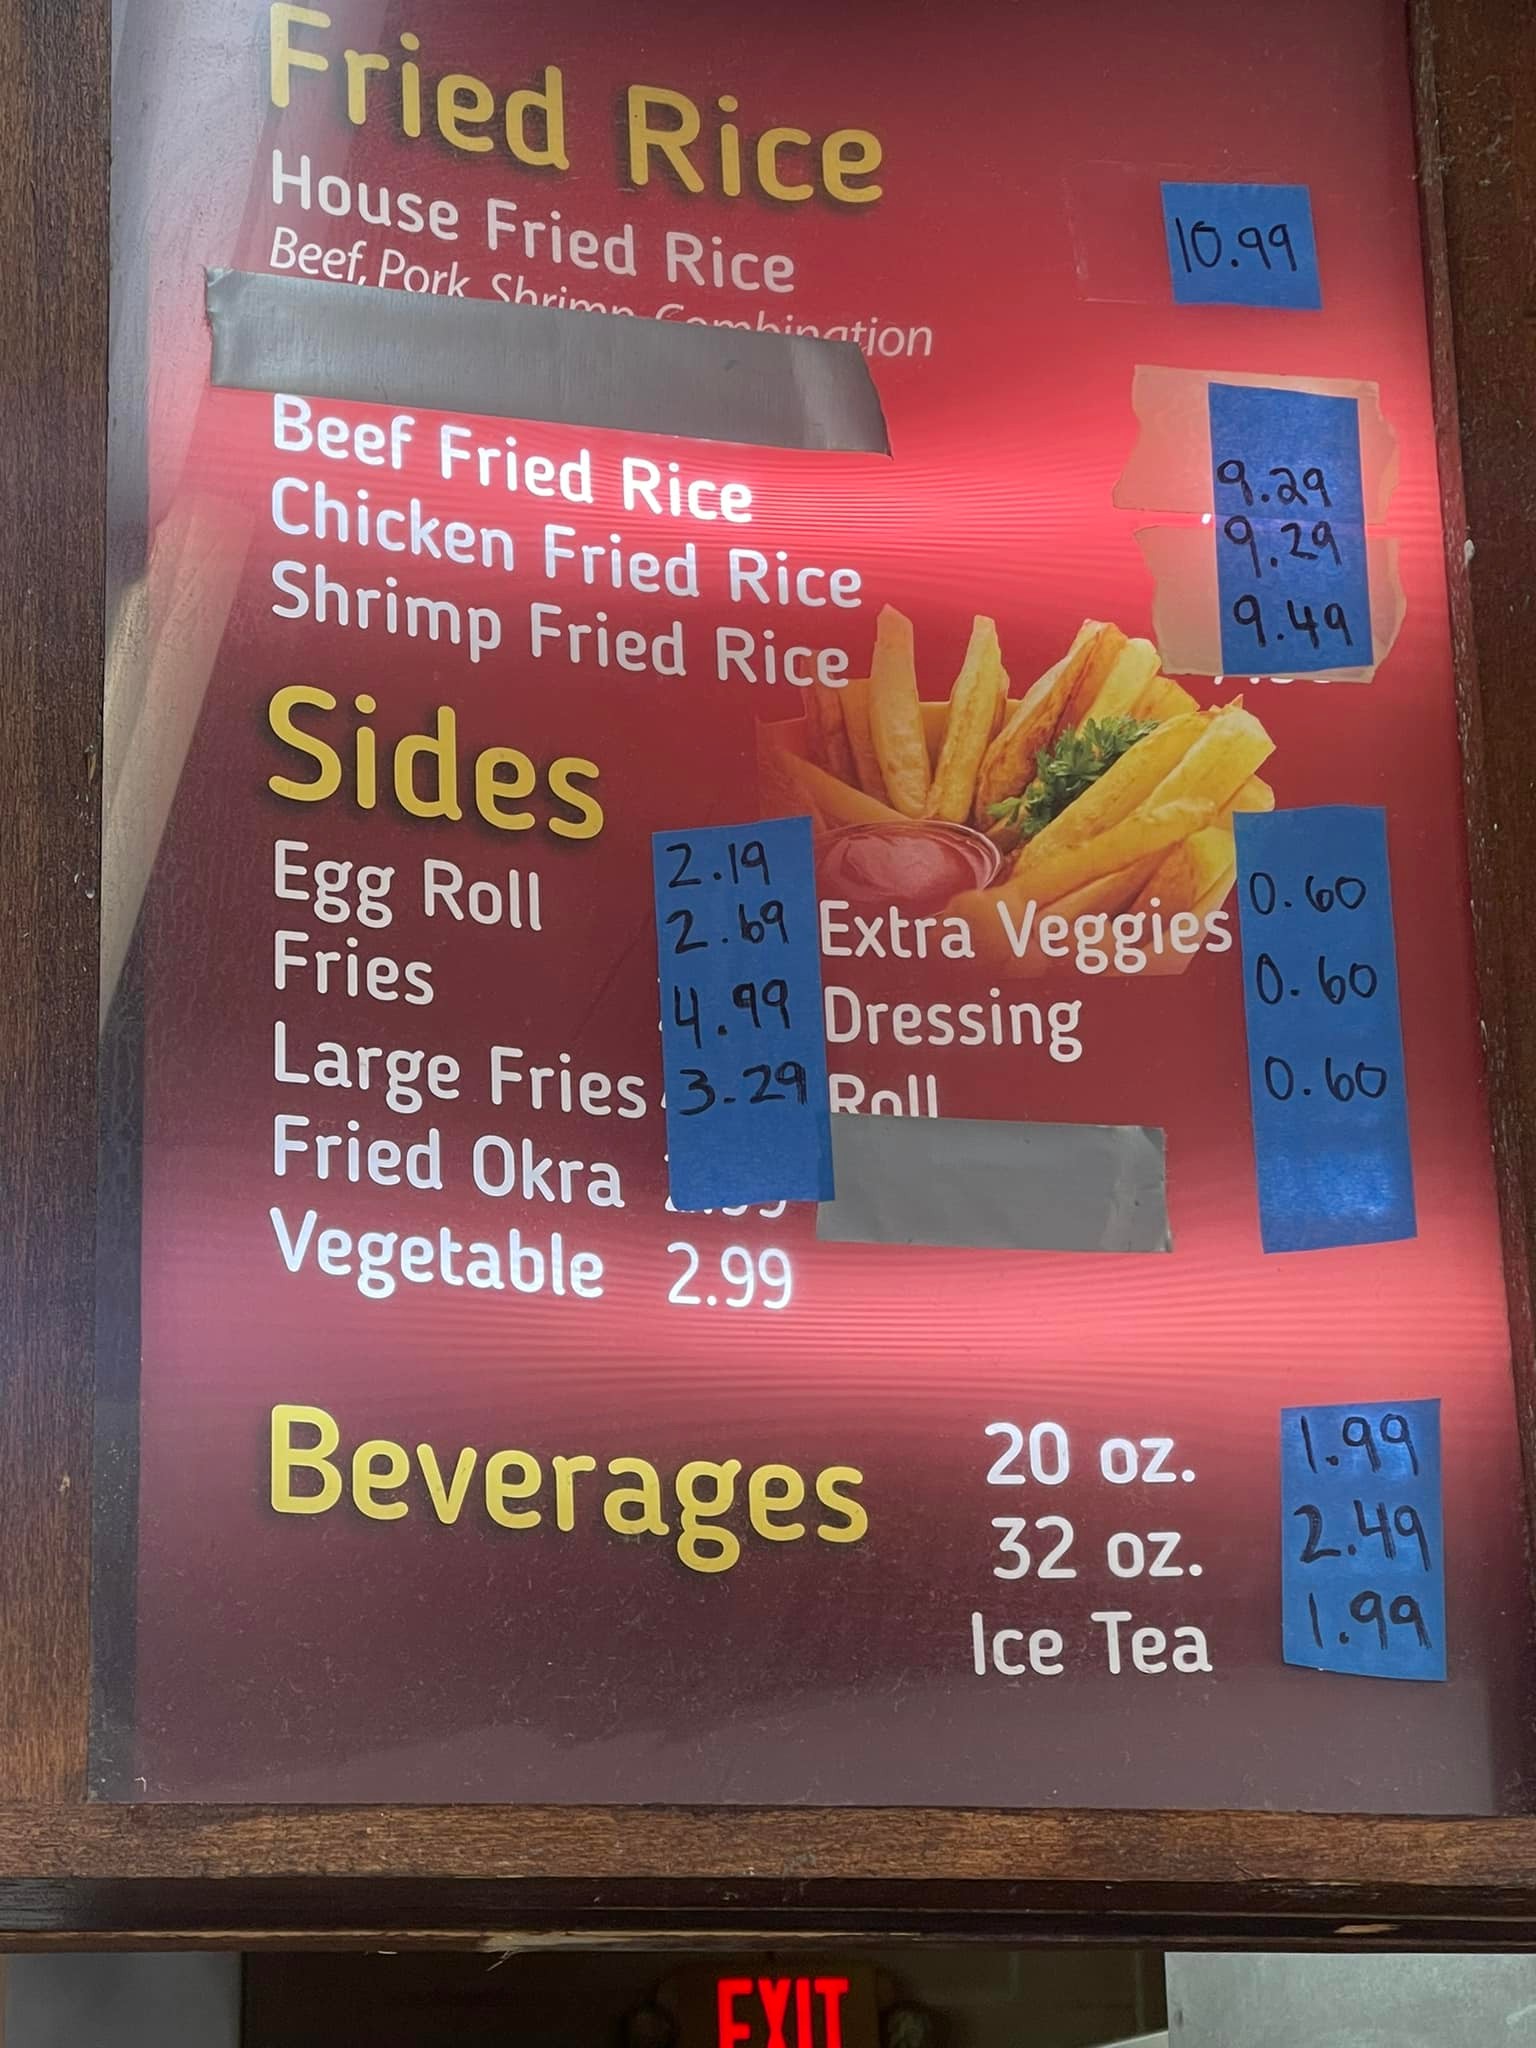 Fried Rice
House Fried Rice 10.99
Beef, Pork, Shrimp Combination
Beef Fried Rice 9.29
Chicken Fried Rice 9.29
Shrimp Fried Rice 9.49
Sides
Egg Roll 2.19
Fries 2.69
Large Fries 4.99
Fried Okra 3.29
Vegetable 2.99
Extra Veggies 0.60
Dressing 0.60
Roll 0.60
Beverages
20 oz. 1.99
32 oz. 2.49
Ice Tea 1.99
EXIT